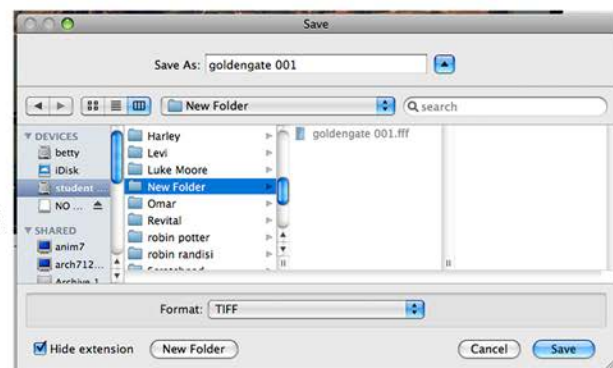 Save
Save As: goldengate 001
New Folder
search
DEVICES
betty
iDisk
student ...
NO ...
SHARED
anim7
arch712...
Archive 1
Harley
Levi
Luke Moore
New Folder
Omar
Revital
robin potter
robin randisi
goldengate 001.fff
Format: TIFF
Hide extension
New Folder
Cancel
Save